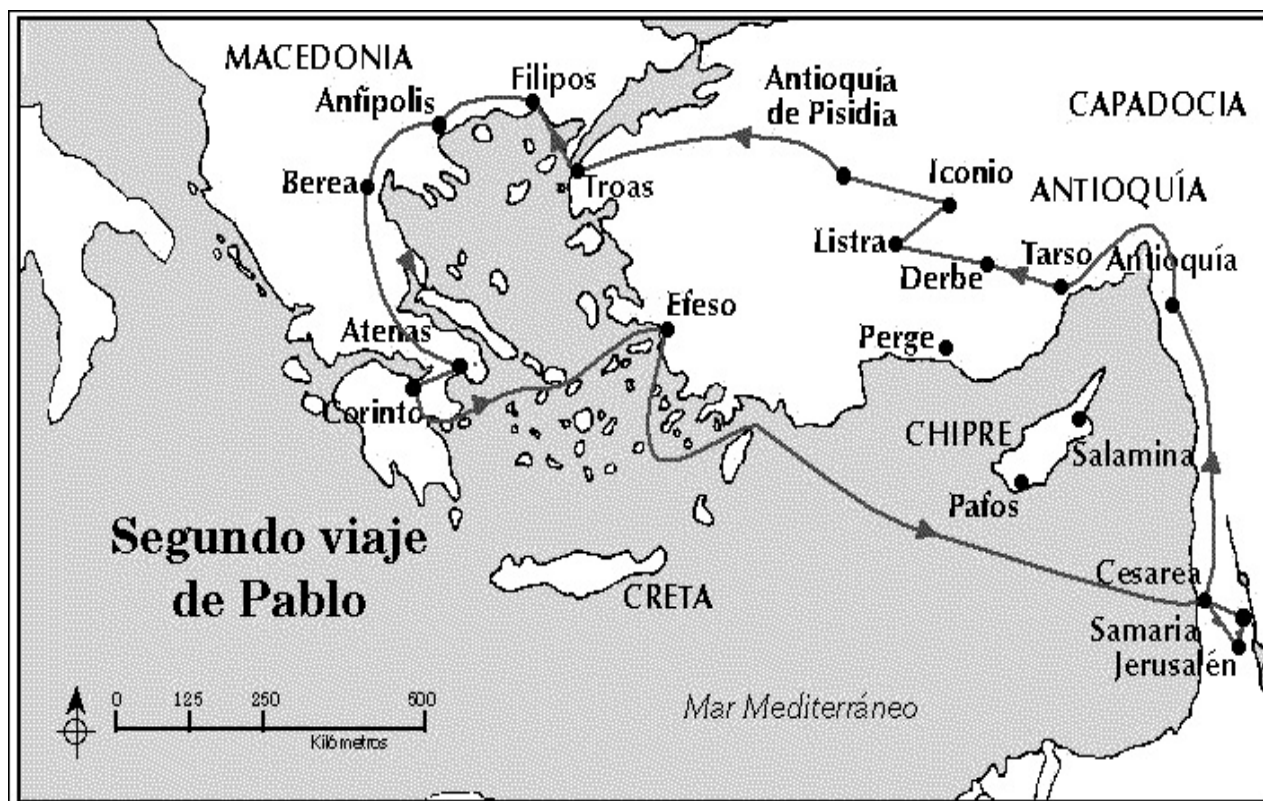 MACEDONIA
Filipos
Anfipolis
Antioquía
de Pisidia
CAPADOCIA
Berea
Troas
Iconio
ANTIOQUÍA
Listra
Derbe
Tarso
Antioquía
Efeso
Atenas
Perge
Corinto
CHIPRE
Salamina
Pafos
Segundo viaje
de Pablo
CRETA
Cesarea
Samaria
Jerusalén
Mar Mediterráneo
0 125 250 500
Kilómetros